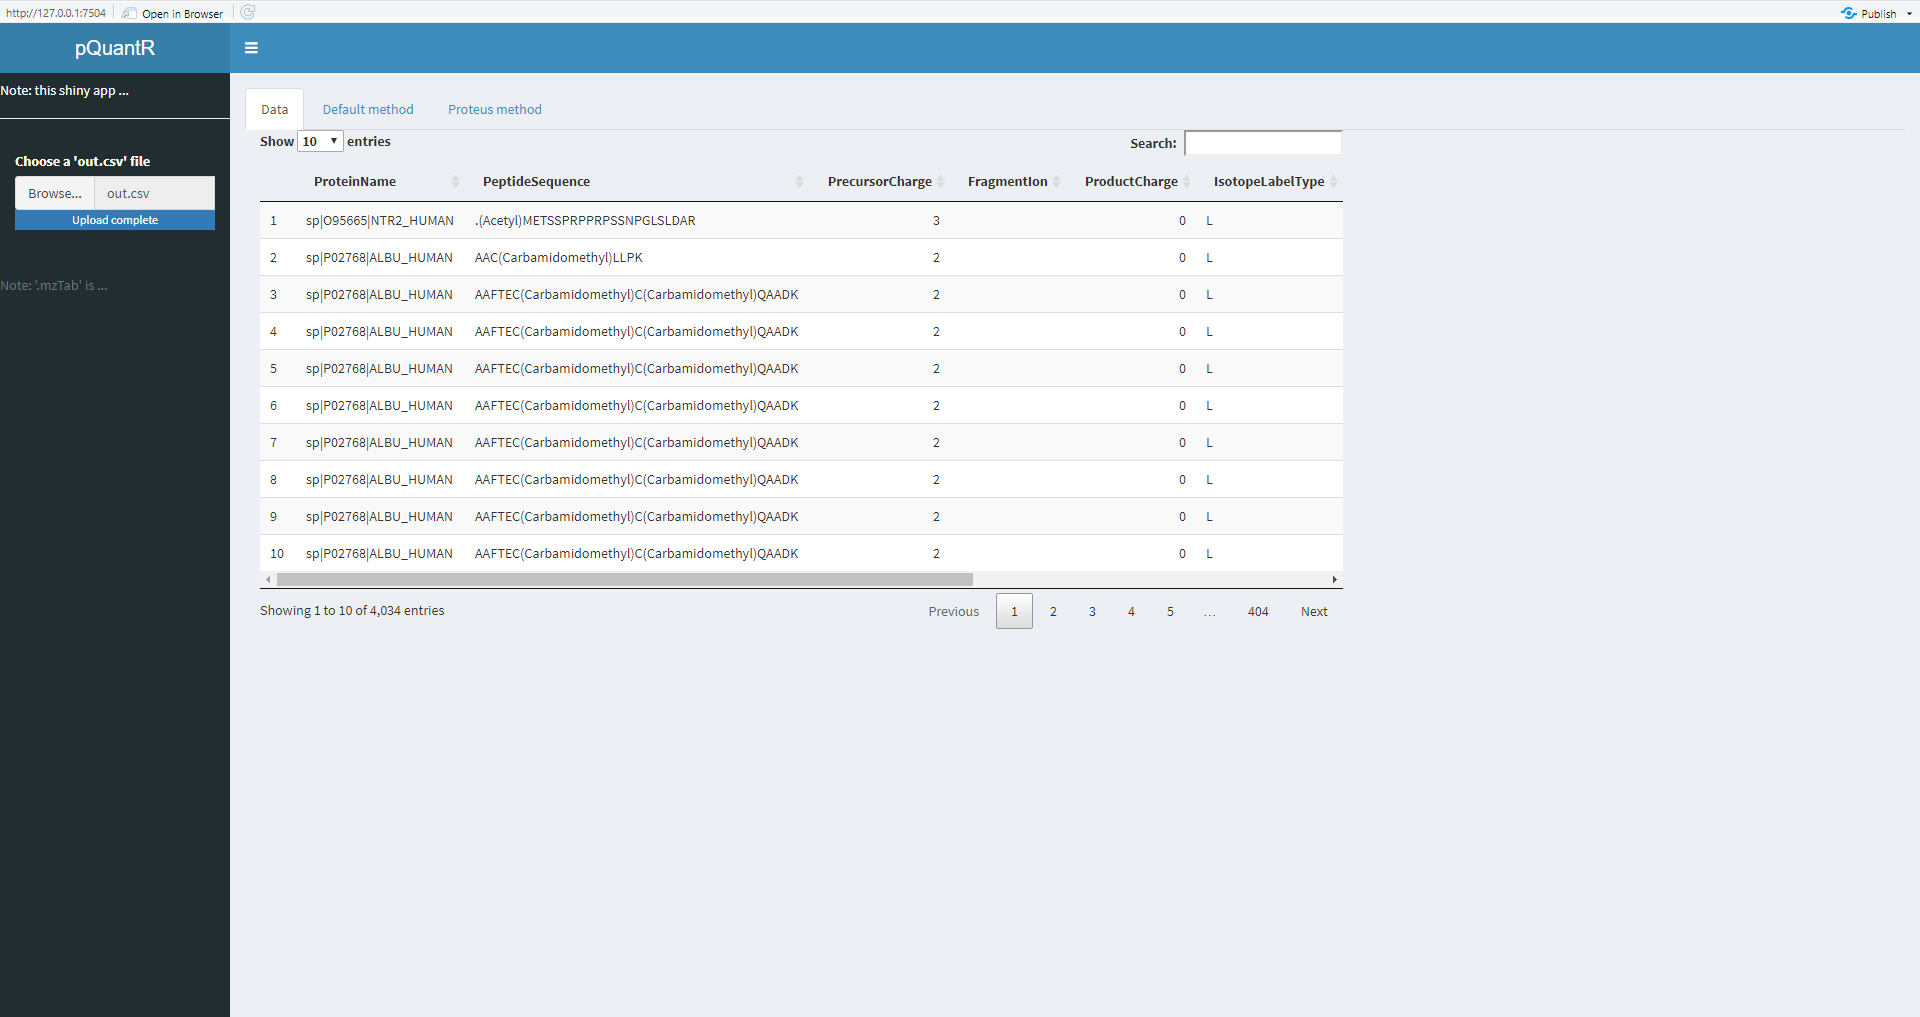 http://127.0.0.1:7504 Open in Browser Publish
pQuantR
Note: this shiny app ...
Data Default method Proteus method
Show 10 entries Search:
Choose a 'out.csv' file
Browse... out.csv
Upload complete
Note: '.mzTab' is ...
ProteinName PeptideSequence PrecursorCharge FragmentIon ProductCharge IsotopeLabelType
1 sp|O95665|NTR2_HUMAN .(Acetyl)METSSPRPPRPSSNPGLSLDAR 3 0 L
2 sp|P02768|ALBU_HUMAN AAC(Carbamidomethyl)LLPK 2 0 L
3 sp|P02768|ALBU_HUMAN AAFTEC(Carbamidomethyl)C(Carbamidomethyl)QAADK 2 0 L
4 sp|P02768|ALBU_HUMAN AAFTEC(Carbamidomethyl)C(Carbamidomethyl)QAADK 2 0 L
5 sp|P02768|ALBU_HUMAN AAFTEC(Carbamidomethyl)C(Carbamidomethyl)QAADK 2 0 L
6 sp|P02768|ALBU_HUMAN AAFTEC(Carbamidomethyl)C(Carbamidomethyl)QAADK 2 0 L
7 sp|P02768|ALBU_HUMAN AAFTEC(Carbamidomethyl)C(Carbamidomethyl)QAADK 2 0 L
8 sp|P02768|ALBU_HUMAN AAFTEC(Carbamidomethyl)C(Carbamidomethyl)QAADK 2 0 L
9 sp|P02768|ALBU_HUMAN AAFTEC(Carbamidomethyl)C(Carbamidomethyl)QAADK 2 0 L
10 sp|P02768|ALBU_HUMAN AAFTEC(Carbamidomethyl)C(Carbamidomethyl)QAADK 2 0 L
Showing 1 to 10 of 4,034 entries Previous 1 2 3 4 5 ... 404 Next